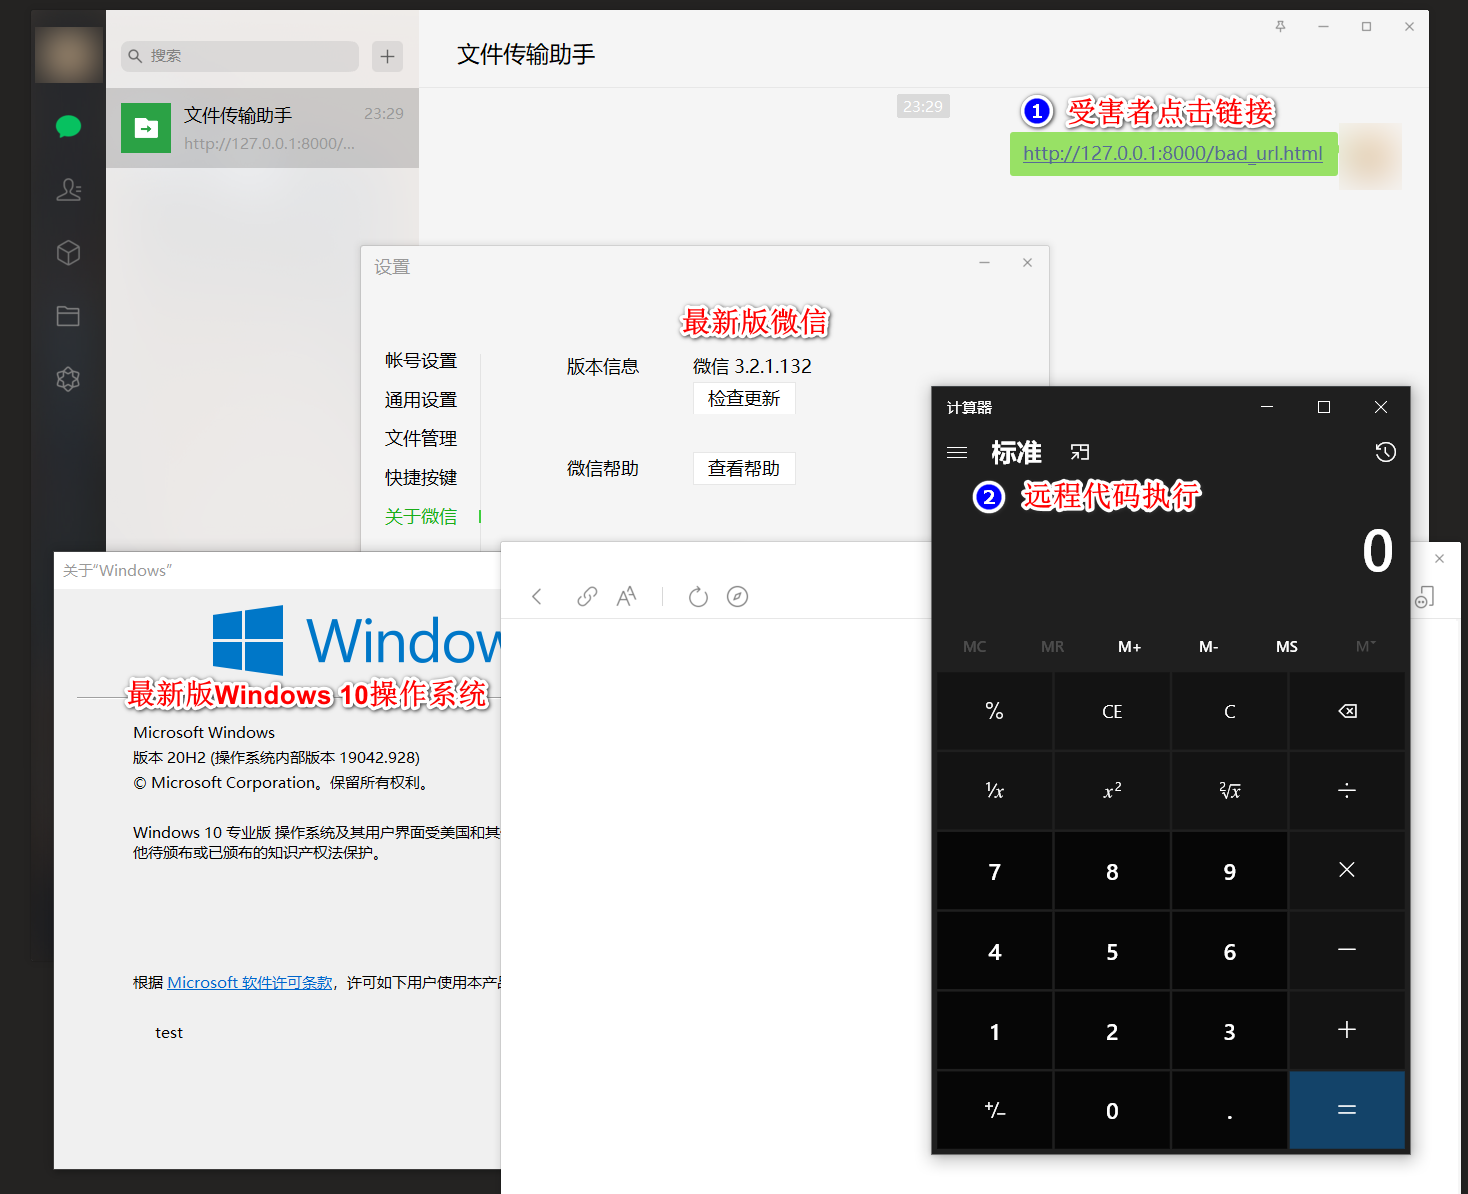 搜索
文件传输助手
文件传输助手
23:29
http://127.0.0.1:8000/...
23:29
1 受害者点击链接
http://127.0.0.1:8000/bad_url.html
设置
最新版微信
帐号设置
通用设置
文件管理
快捷按键
关于微信
版本信息
微信 3.2.1.132
检查更新
微信帮助
查看帮助
关于“Windows”
Window
最新版Windows 10操作系统
Microsoft Windows
版本 20H2 (操作系统内部版本 19042.928)
© Microsoft Corporation。保留所有权利。
Windows 10 专业版 操作系统及其用户界面受美国和其
他待颁布或已颁布的知识产权法保护。
根据 Microsoft 软件许可条款，许可如下用户使用本产
test
AA
计算器
标准
2 远程代码执行
0
MC MR M+ M- MS M˅
% CE C
¹/x x² ²√x ÷
7 8 9 ×
4 5 6 −
1 2 3 +
+/− 0 . =